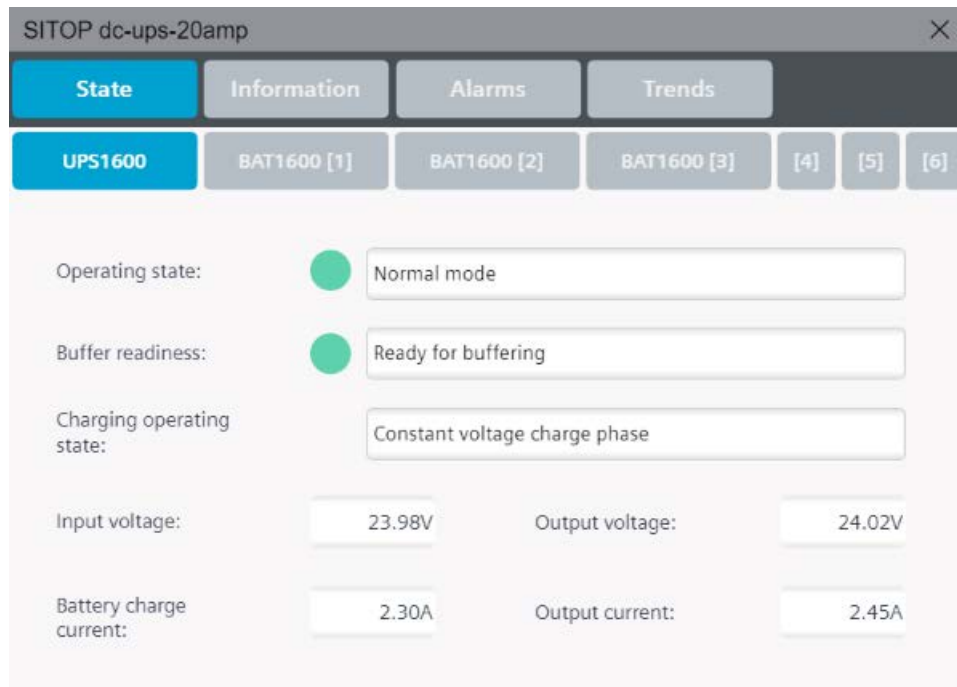 SITOP dc-ups-20amp
State Information Alarms Trends
UPS1600 BAT1600 [1] BAT1600 [2] BAT1600 [3] [4] [5] [6]
Operating state: Normal mode
Buffer readiness: Ready for buffering
Charging operating
state:
Constant voltage charge phase
Input voltage: 23.98V Output voltage: 24.02V
Battery charge
current:
2.30A Output current: 2.45A